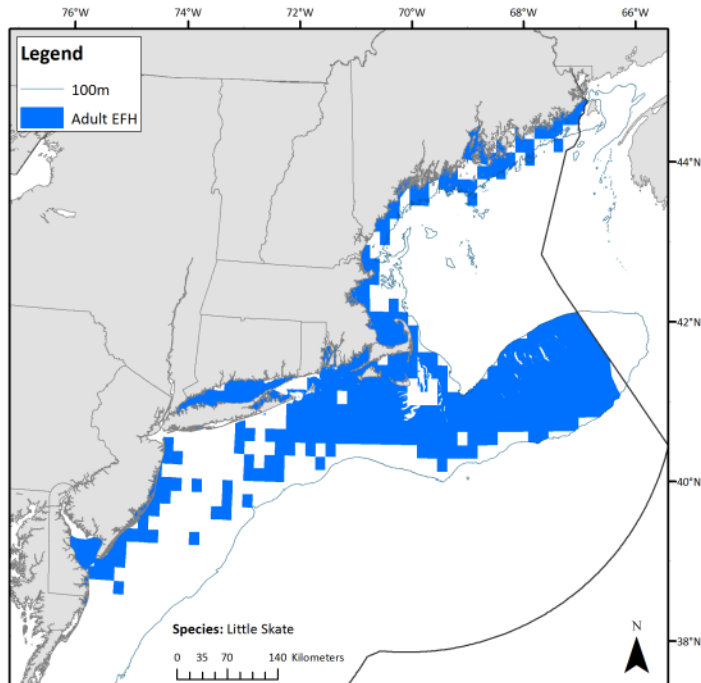 76°W 74°W 72°W 70°W 68°W 66°W
Legend
100m
Adult EFH
44°N
42°N
40°N
38°N
Species: Little Skate
0 35 70 140 Kilometers
N